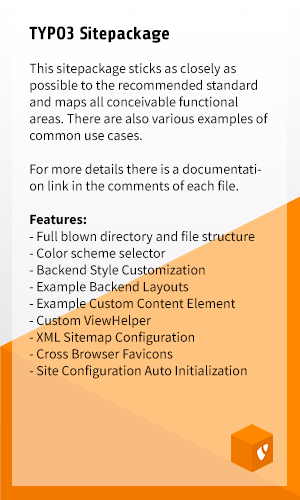 TYPO3 Sitepackage
This sitepackage sticks as closely as
possible to the recommended standard
and maps all conceivable functional
areas. There are also various examples of
common use cases.
For more details there is a documentati-
on link in the comments of each file.
Features:
- Full blown directory and file structure
- Color scheme selector
- Backend Style Customization
- Example Backend Layouts
- Example Custom Content Element
- Custom ViewHelper
- XML Sitemap Configuration
- Cross Browser Favicons
- Site Configuration Auto Initialization